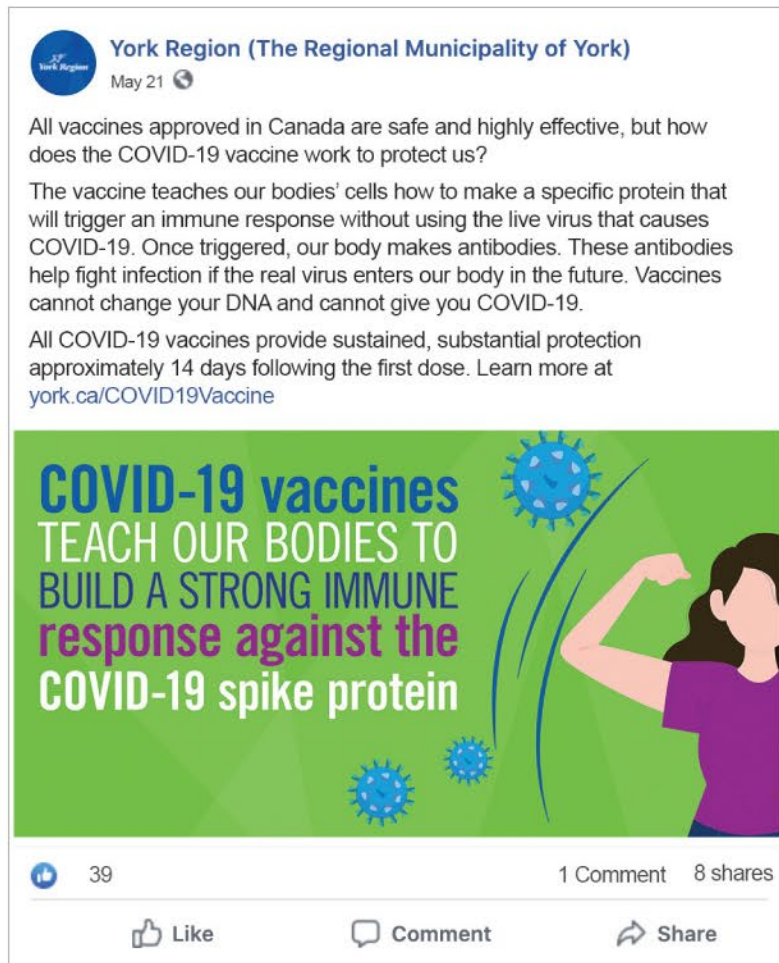 York Region
York Region (The Regional Municipality of York)
May 21
All vaccines approved in Canada are safe and highly effective, but how
does the COVID-19 vaccine work to protect us?
The vaccine teaches our bodies' cells how to make a specific protein that
will trigger an immune response without using the live virus that causes
COVID-19. Once triggered, our body makes antibodies. These antibodies
help fight infection if the real virus enters our body in the future. Vaccines
cannot change your DNA and cannot give you COVID-19.
All COVID-19 vaccines provide sustained, substantial protection
approximately 14 days following the first dose. Learn more at
york.ca/COVID19Vaccine
COVID-19 vaccines
TEACH OUR BODIES TO
BUILD A STRONG IMMUNE
response against the
COVID-19 spike protein
39 1 Comment 8 shares
Like Comment Share